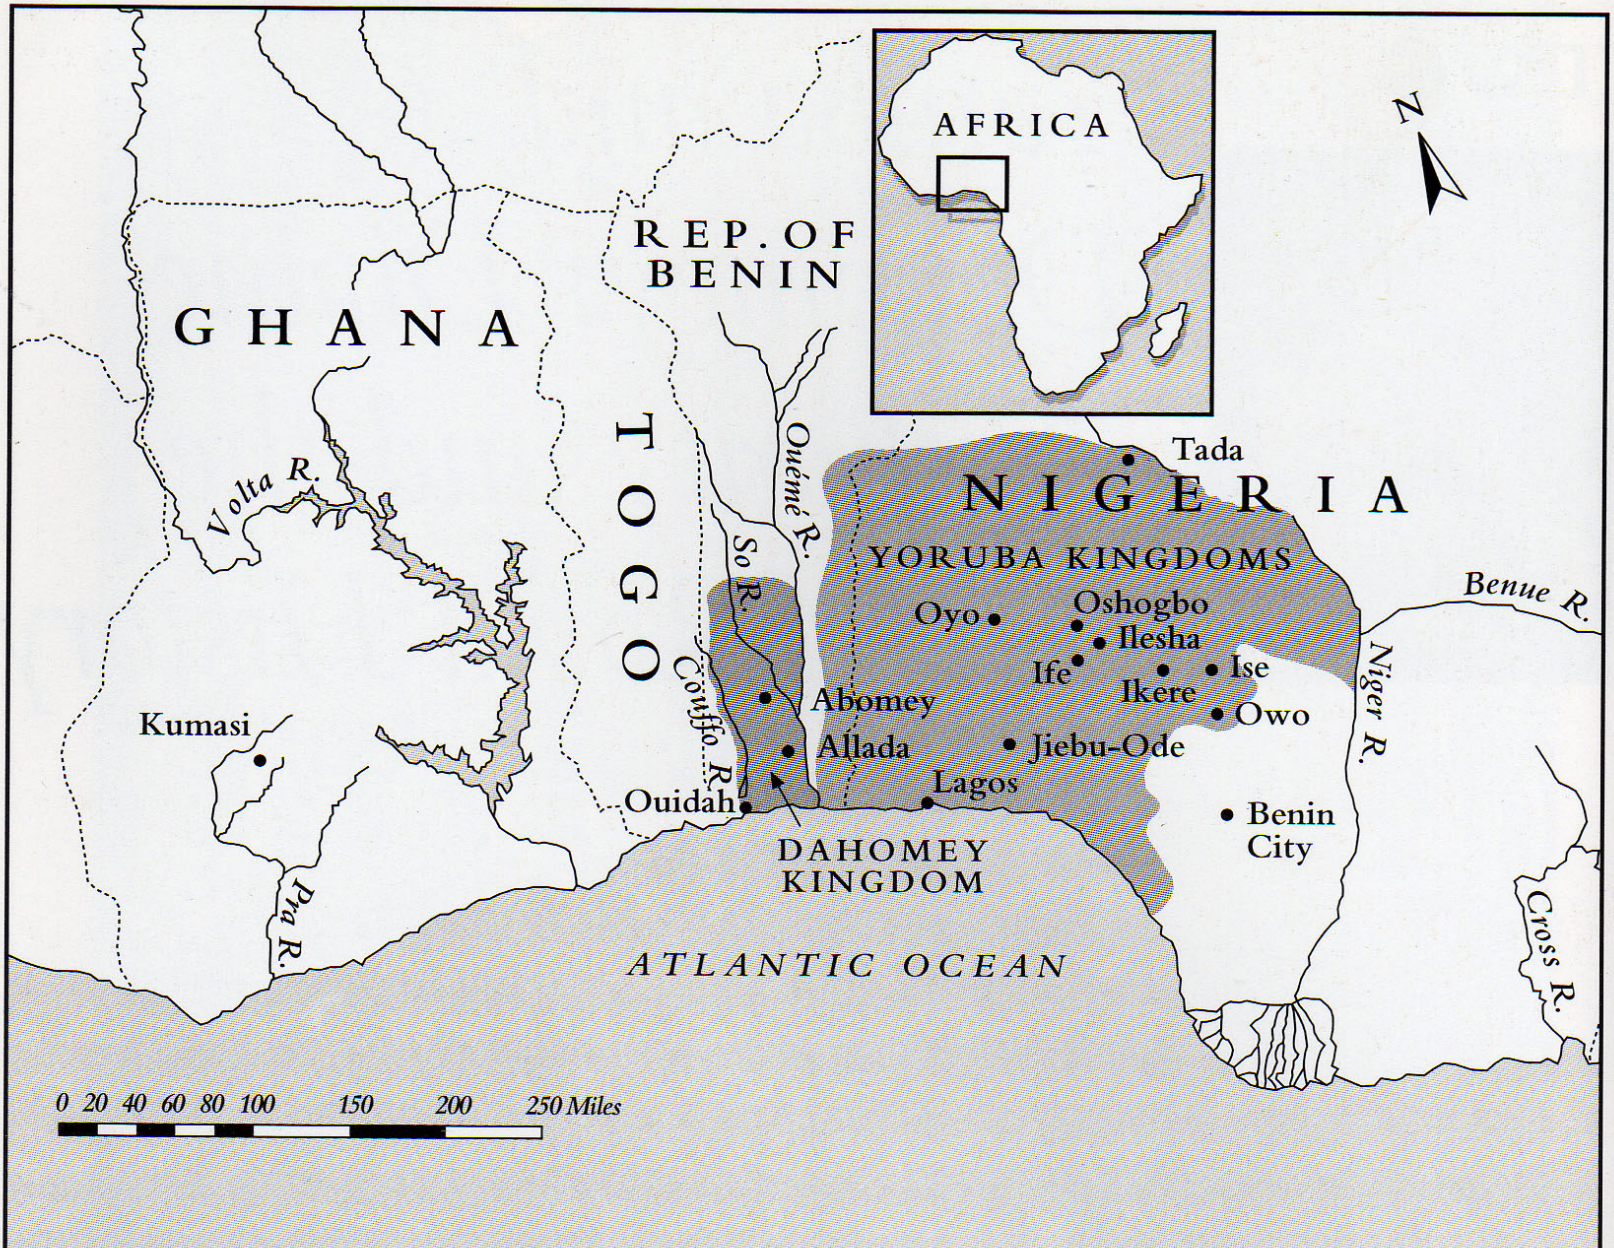 N
AFRICA
REP. OF
BENIN
GHANA
TOGO
Ouémé R.
Tada
NIGERIA
Volta R.
So R.
YORUBA KINGDOMS
Benue R.
Oyo
Oshogbo
Ilesha
Ife
Ikere
Ise
Niger R.
Couffo R.
Abomey
Owo
Kumasi
Allada
Jiebu-Ode
Ouidah
Lagos
Benin
City
DAHOMEY
KINGDOM
Pra R.
Cross R.
ATLANTIC OCEAN
0 20 40 60 80 100 150 200 250 Miles